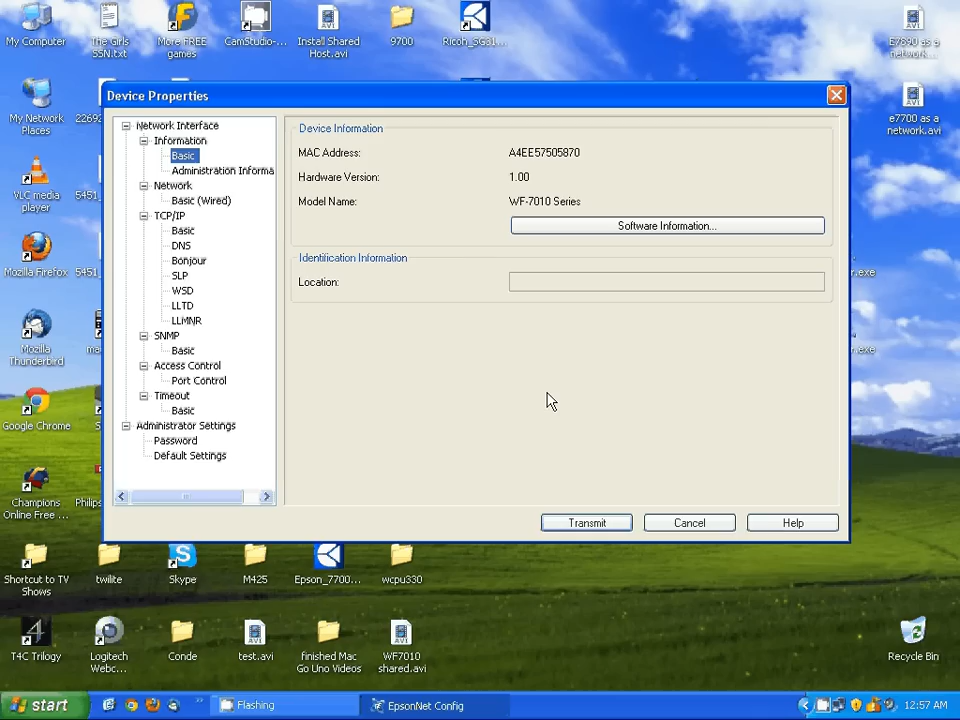 My Computer
The Girls
SSN.txt
More FREE
games
CamStudio-...
Install Shared
Host.avi
9700
Ricoh_SG31...
E7890 as a
network...
Device Properties
My Network
Places
22692
e7700 as a
network.avi
Network Interface
Information
Basic
Administration Informa
Network
Basic (Wired)
TCP/IP
Basic
DNS
Bonjour
SLP
WSD
LLTD
LLMNR
SNMP
Basic
Access Control
Port Control
Timeout
Basic
Administrator Settings
Password
Default Settings
Device Information
MAC Address:
A4EE57505870
Hardware Version:
1.00
Model Name:
WF-7010 Series
Software Information...
Identification Information
Location:
Transmit
Cancel
Help
VLC media
player
5451
Mozilla Firefox
5451
.exe
Mozilla
Thunderbird
ma
r.exe
Google Chrome
S
Champions
Online Free ...
Philips
Shortcut to TV
Shows
twilite
Skype
M425
Epson_7700...
wcpu330
T4C Trilogy
Logitech
Webc...
Conde
test.avi
finished Mac
Go Uno Videos
WF7010
shared.avi
Recycle Bin
start
Flashing
EpsonNet Config
12:57 AM